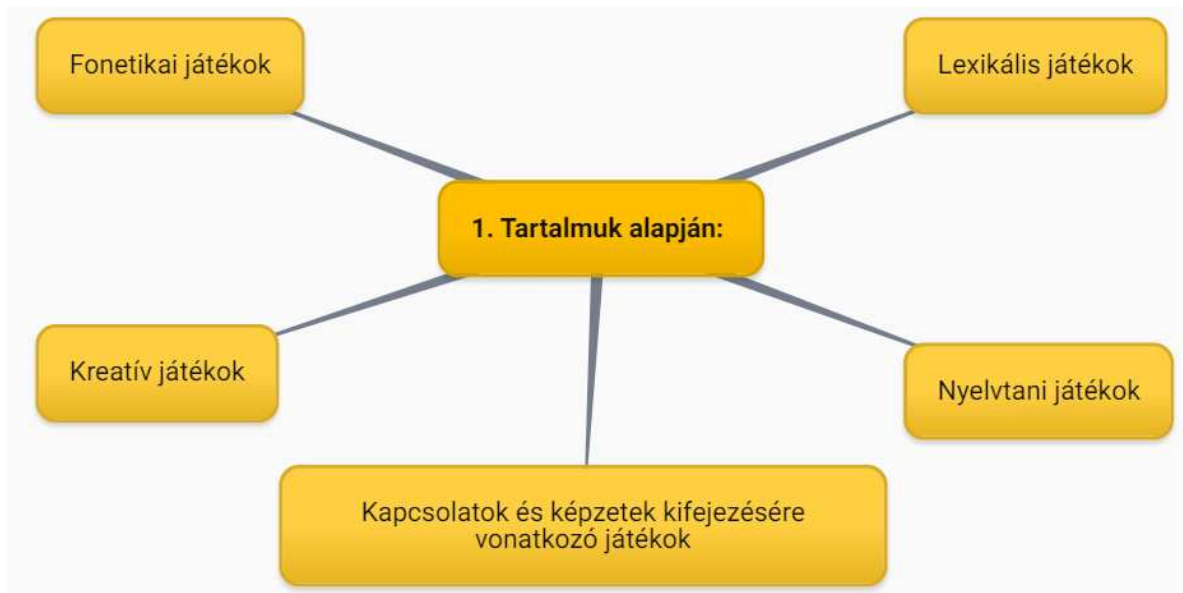 Fonetikai játékok
Lexikális játékok
1. Tartalmuk alapján:
Kreatív játékok
Nyelvtani játékok
Kapcsolatok és képzetek kifejezésére
vonatkozó játékok